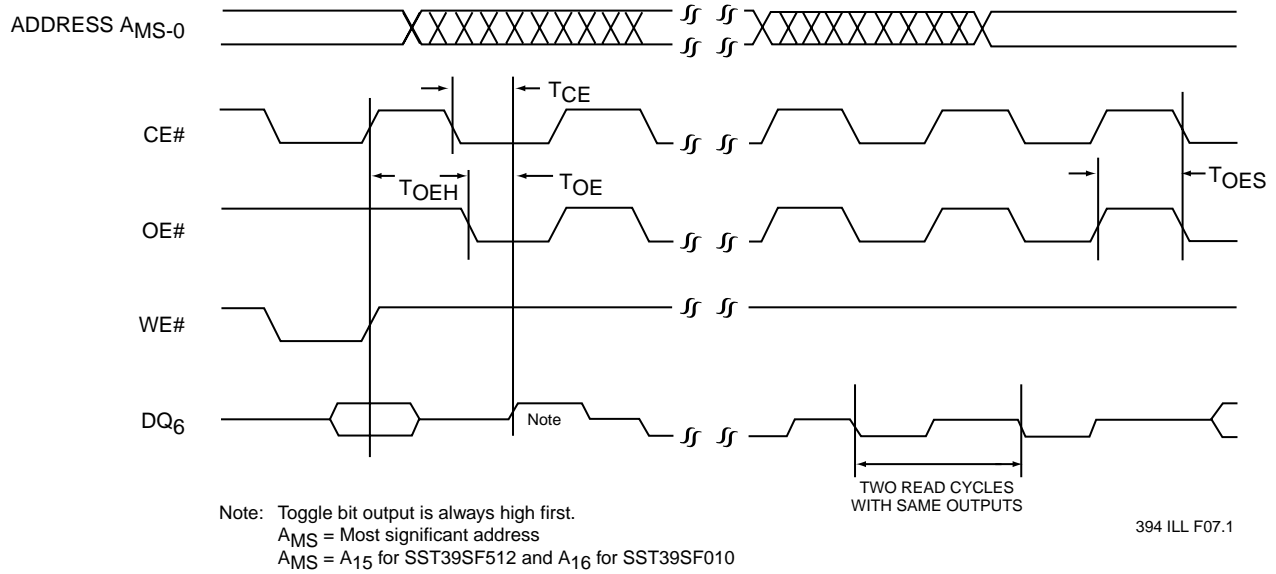 ADDRESS AMS-0
TCE
CE#
TOEH
TOE
TOES
OE#
WE#
DQ6
Note
TWO READ CYCLES
WITH SAME OUTPUTS
Note: Toggle bit output is always high first.
AMS = Most significant address
AMS = A15 for SST39SF512 and A16 for SST39SF010
394 ILL F07.1